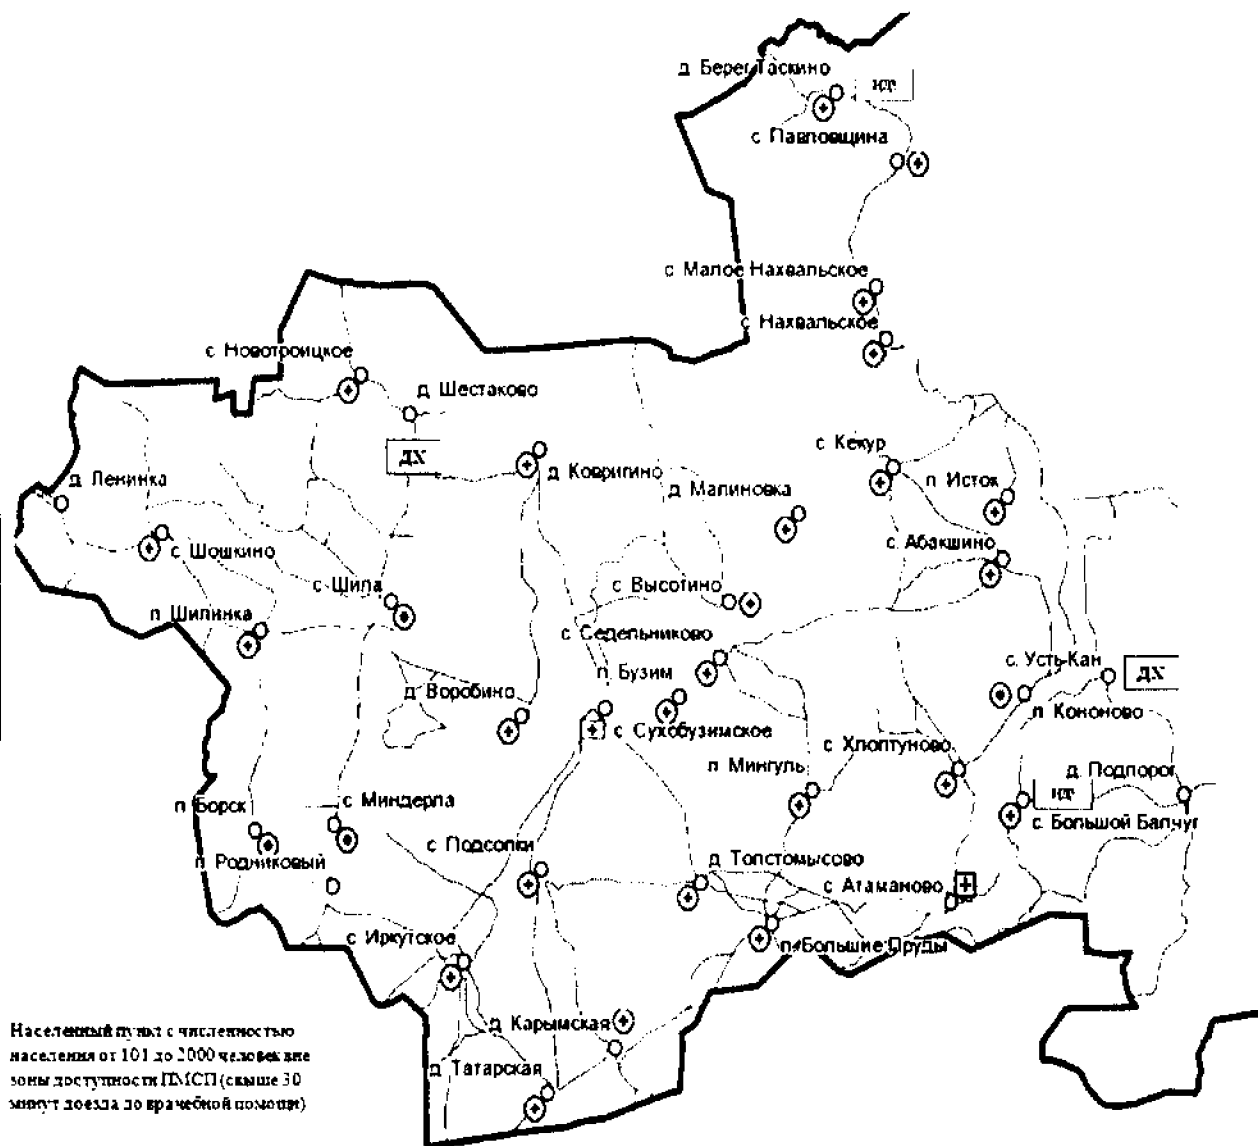 д. Берег Таскино
нр
с. Павловщина
с. Малое Нахвальское
с. Нахвальское
с. Новотроицкое
д. Шестаково
ДХ
с. Кекур
д. Ковригино
п. Исток
д. Ленинка
д. Малиновка
с. Абакшино
с. Шошкино
с. Шила
с. Высотино
п. Шилинка
с. Седельниково
с. Усть-Кан
п. Бузим
ДХ
д. Воробино
п. Кононово
с. Сухобузимское
с. Хлоптуново
п. Мингуль
д. Подпорог
нр
п. Борск
с. Миндерла
с. Большой Балчуг
с. Подсопки
п. Родниковый
д. Толстомысово
с. Атаманово
с. Иркутское
п. Большие Пруды
д. Карымская
д. Татарская
Населенный пункт с численностью
населения от 101 до 2000 человек вне
зоны доступности ПМСП (свыше 30
минут доезда до врачебной помощи)